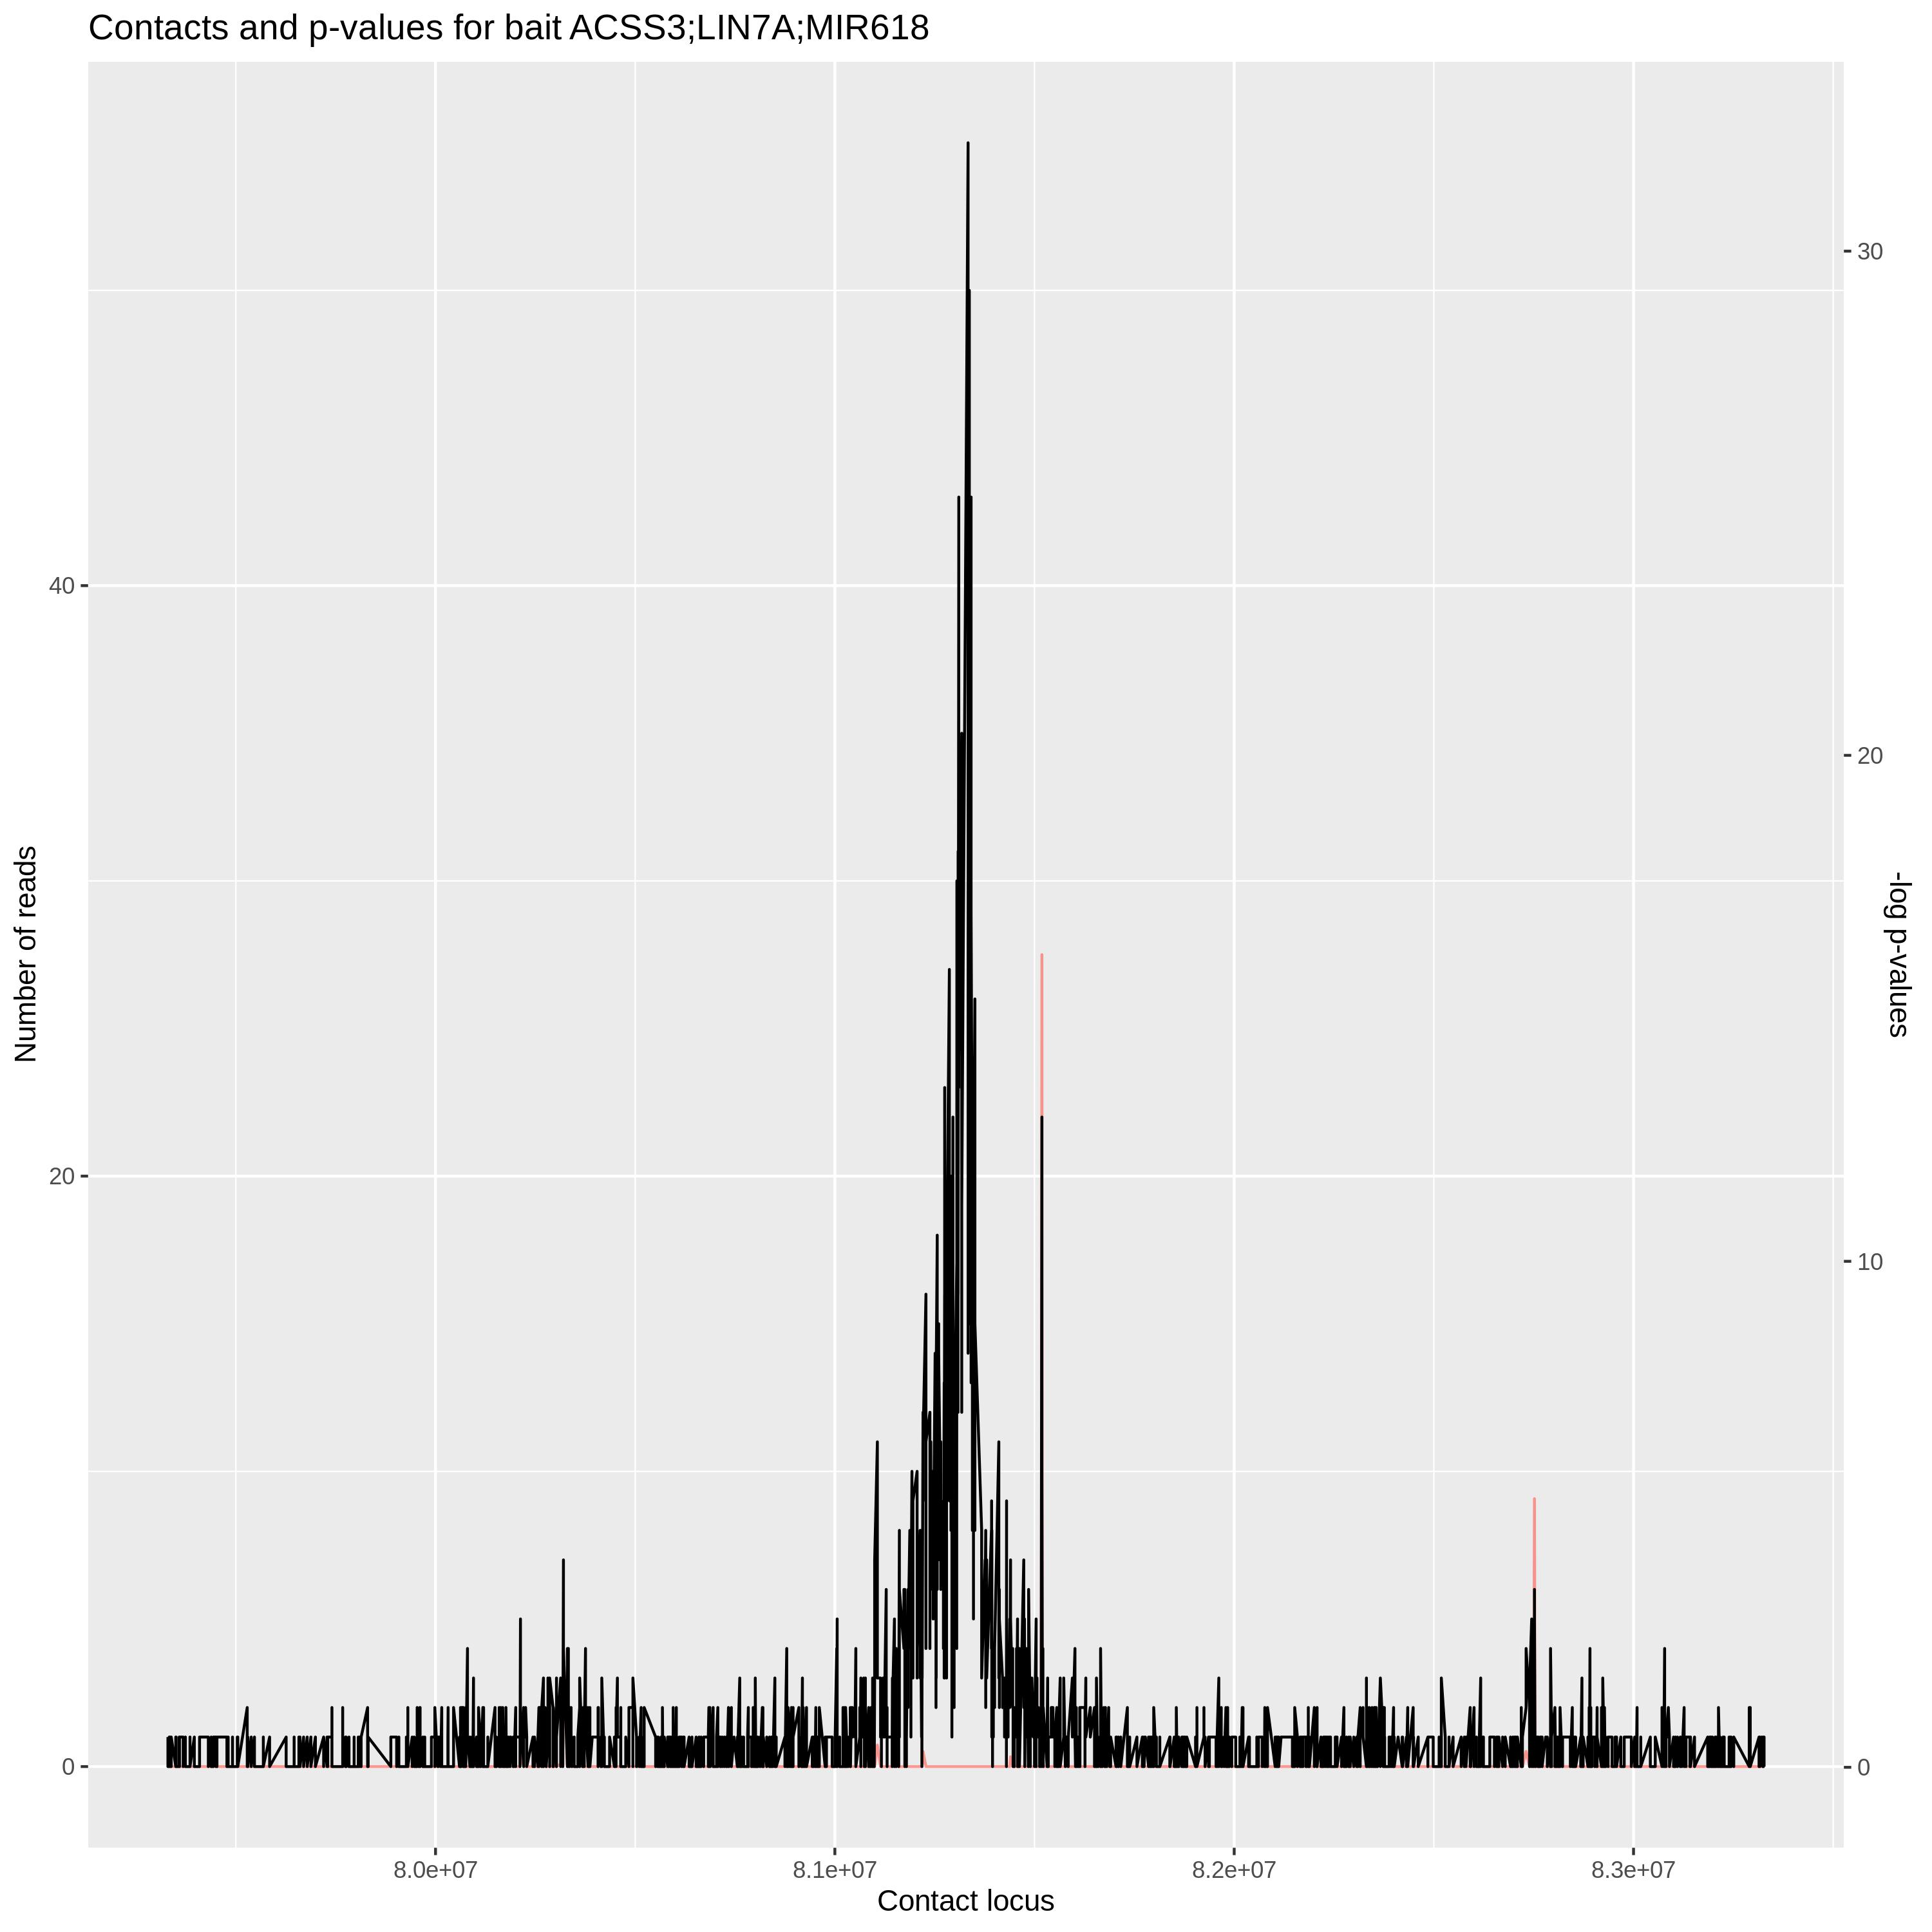 Contacts and p-values for bait ACSS3;LIN7A;MIR618
Number of reads
40
20
0
30
20
10
0
-log p-values
8.0e+07
8.1e+07
8.2e+07
8.3e+07
Contact locus